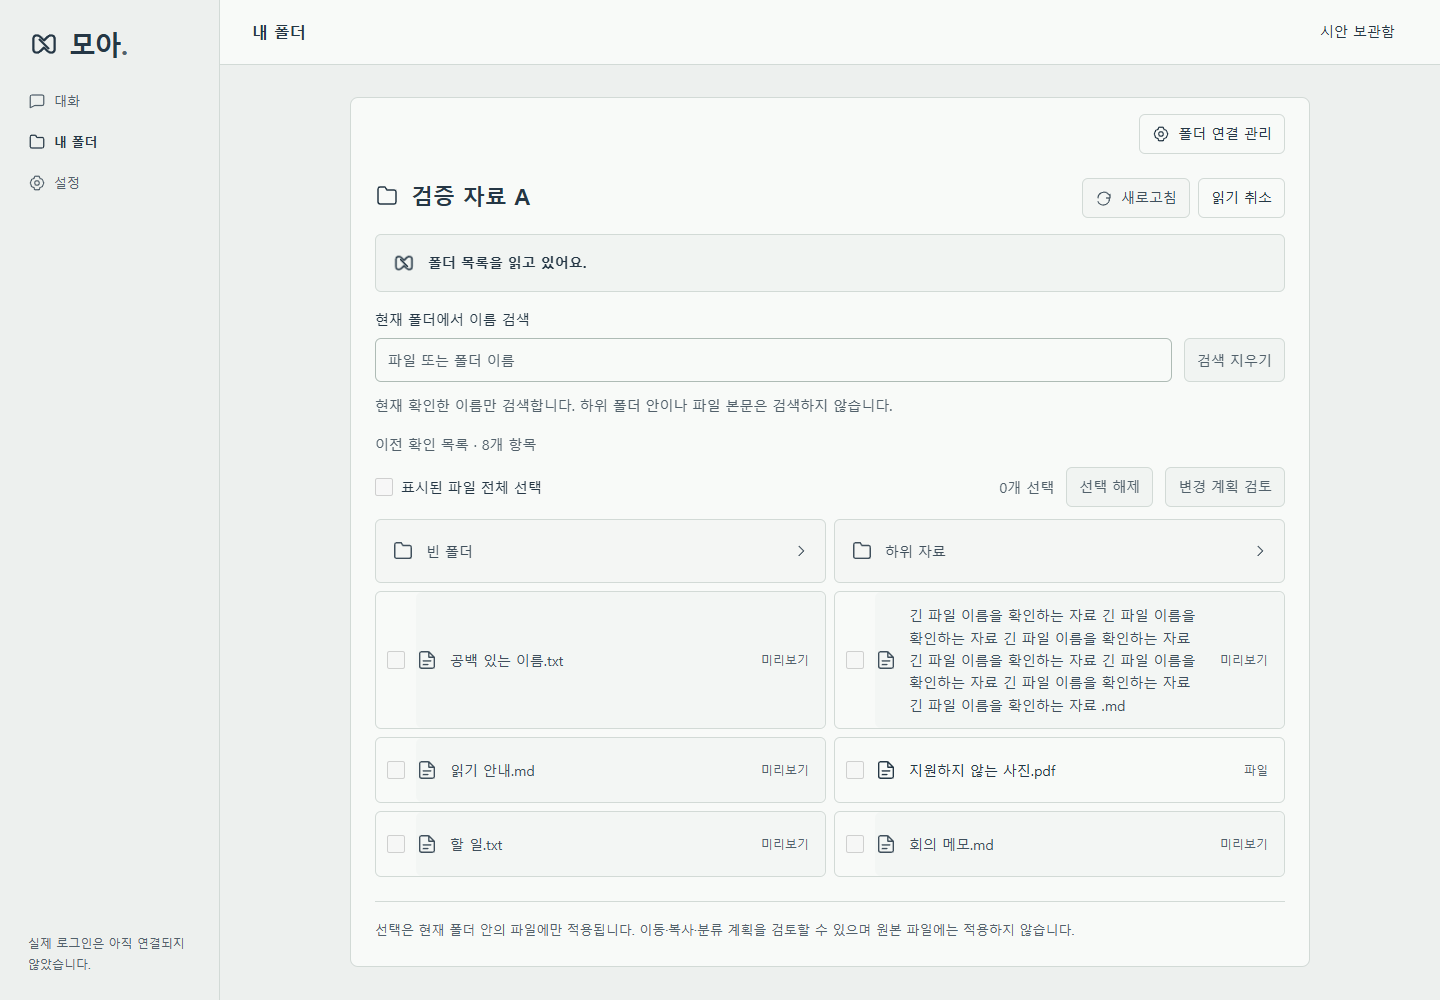 모아.
대화
내 폴더
설정
실제 로그인은 아직 연결되지
않았습니다.
내 폴더
시안 보관함
폴더 연결 관리
검증 자료 A
새로고침
읽기 취소
폴더 목록을 읽고 있어요.
현재 폴더에서 이름 검색
파일 또는 폴더 이름
검색 지우기
현재 확인한 이름만 검색합니다. 하위 폴더 안이나 파일 본문은 검색하지 않습니다.
이전 확인 목록 · 8개 항목
표시된 파일 전체 선택
0개 선택
선택 해제
변경 계획 검토
빈 폴더
하위 자료
공백 있는 이름.txt
미리보기
긴 파일 이름을 확인하는 자료 긴 파일 이름을
확인하는 자료 긴 파일 이름을 확인하는 자료
긴 파일 이름을 확인하는 자료 긴 파일 이름을
확인하는 자료 긴 파일 이름을 확인하는 자료
긴 파일 이름을 확인하는 자료 .md
미리보기
읽기 안내.md
미리보기
지원하지 않는 사진.pdf
파일
할 일.txt
미리보기
회의 메모.md
미리보기
선택은 현재 폴더 안의 파일에만 적용됩니다. 이동·복사·분류 계획을 검토할 수 있으며 원본 파일에는 적용하지 않습니다.